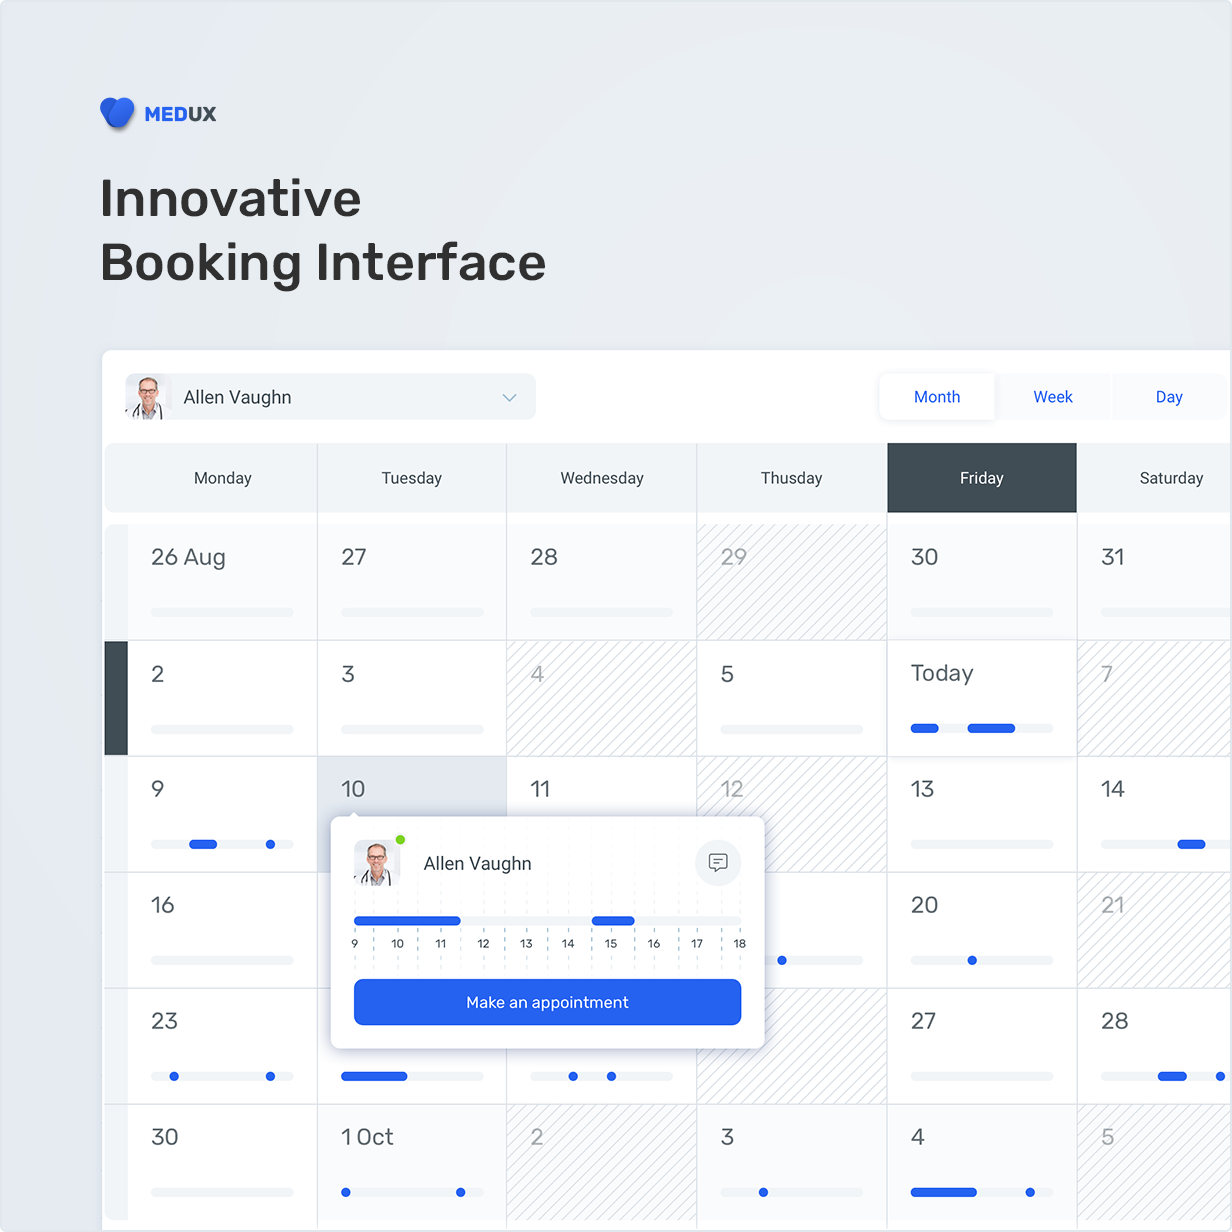 MEDUX
Innovative
Booking Interface
Allen Vaughn
Month Week Day
Monday Tuesday Wednesday Thusday Friday Saturday
26 Aug 27 28 29 30 31
2 3 4 5 Today 7
9 10 11 12 13 14
Allen Vaughn
16 20 21
9 10 11 12 13 14 15 16 17 18
Make an appointment
23 27 28
30 1 Oct 2 3 4 5